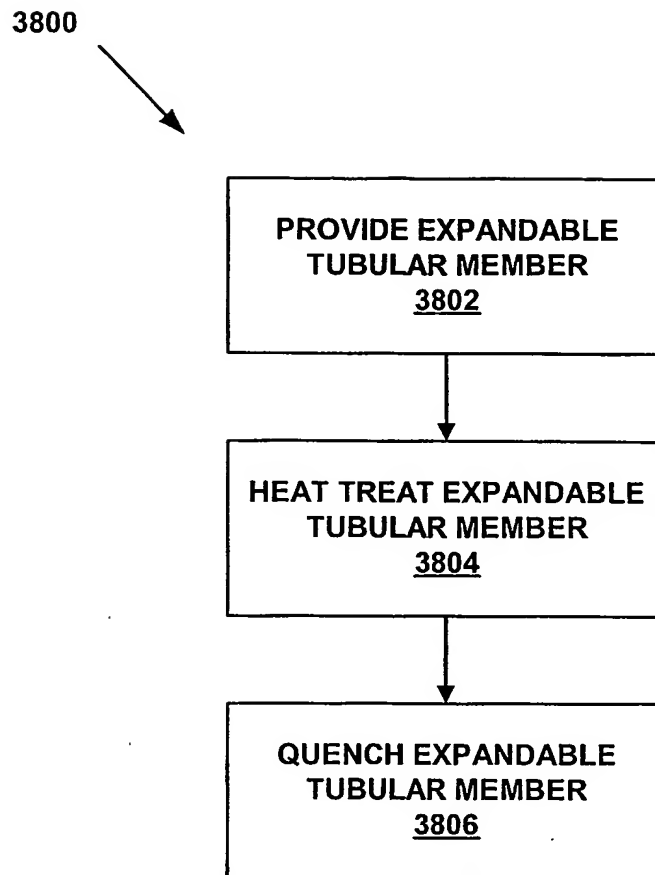 3800
PROVIDE EXPANDABLE
TUBULAR MEMBER
3802
HEAT TREAT EXPANDABLE
TUBULAR MEMBER
3804
QUENCH EXPANDABLE
TUBULAR MEMBER
3806